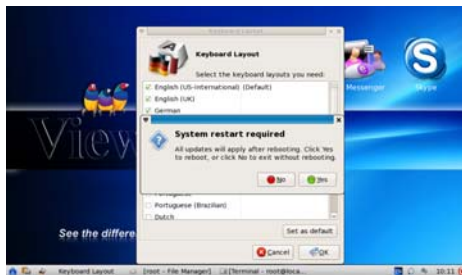 Keyboard Layout
Keyboard Layout
Select the keyboard layouts you need:
English (US-international) (Default)
English (UK)
German
System restart required
All updates will apply after rebooting. Click Yes
to reboot, or click No to exit without rebooting.
No
Yes
Portuguese (Brazilian)
Dutch
Set as default
Cancel
OK
Messenger
Skype
View
See the differe
Keyboard Layout
[root - File Manager]
[Terminal - root@loca...
10:11